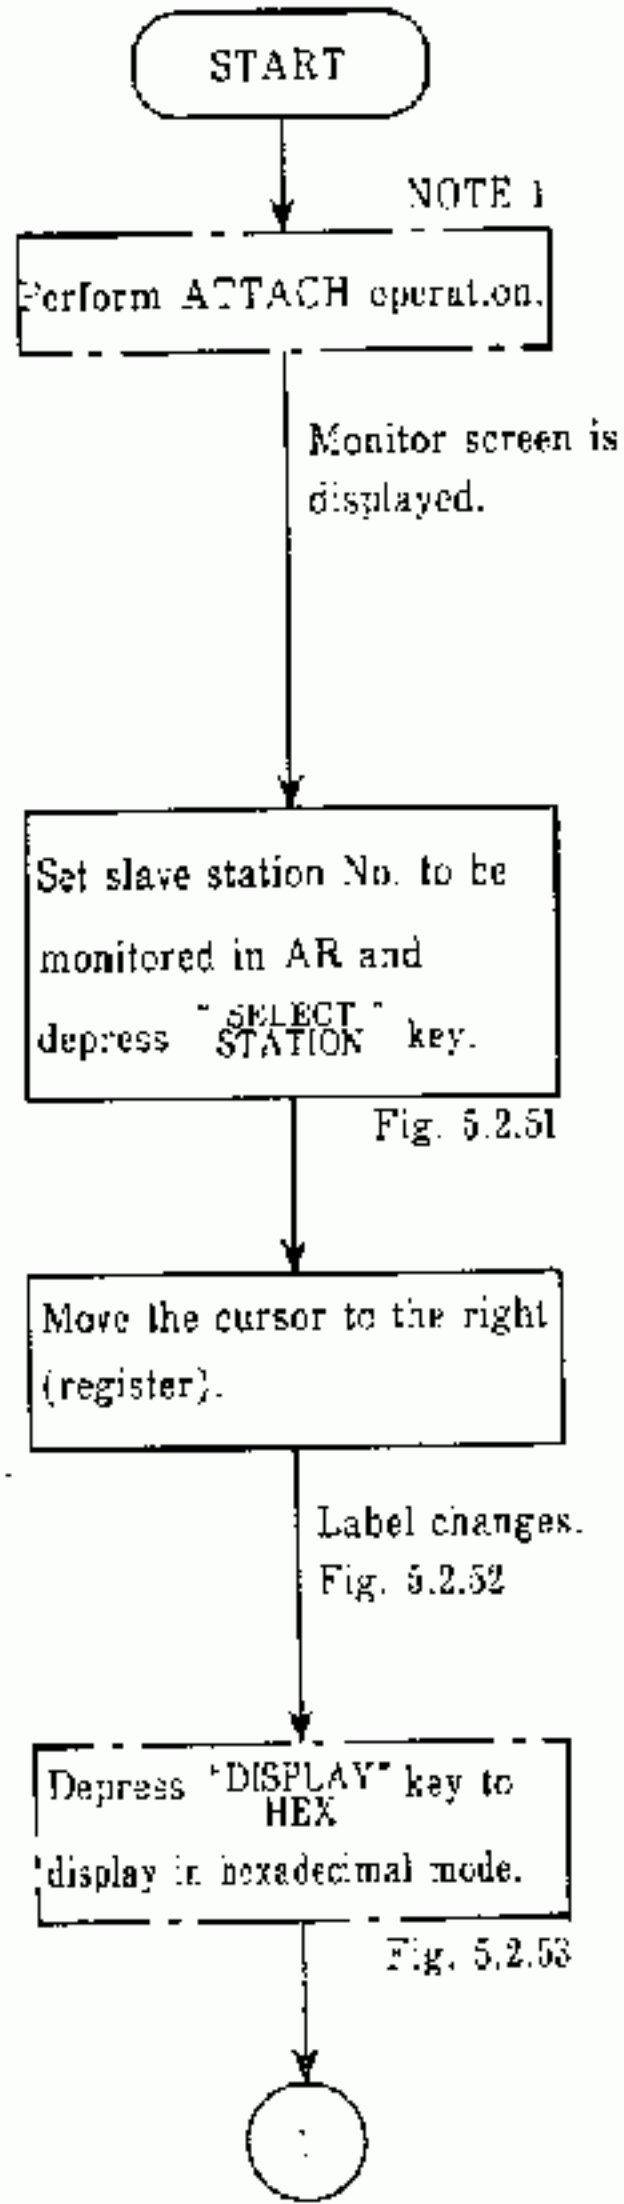 START
NOTE 1
Perform ATTACH operation.
Monitor screen is
displayed.
Set slave station No. to be
monitored in AR and
depress "SELECT STATION" key.
Fig. 5.2.51
Move the cursor to the right
(register).
Label changes.
Fig. 5.2.52
Depress "DISPLAY HEX" key to
display in hexadecimal mode.
Fig. 5.2.53